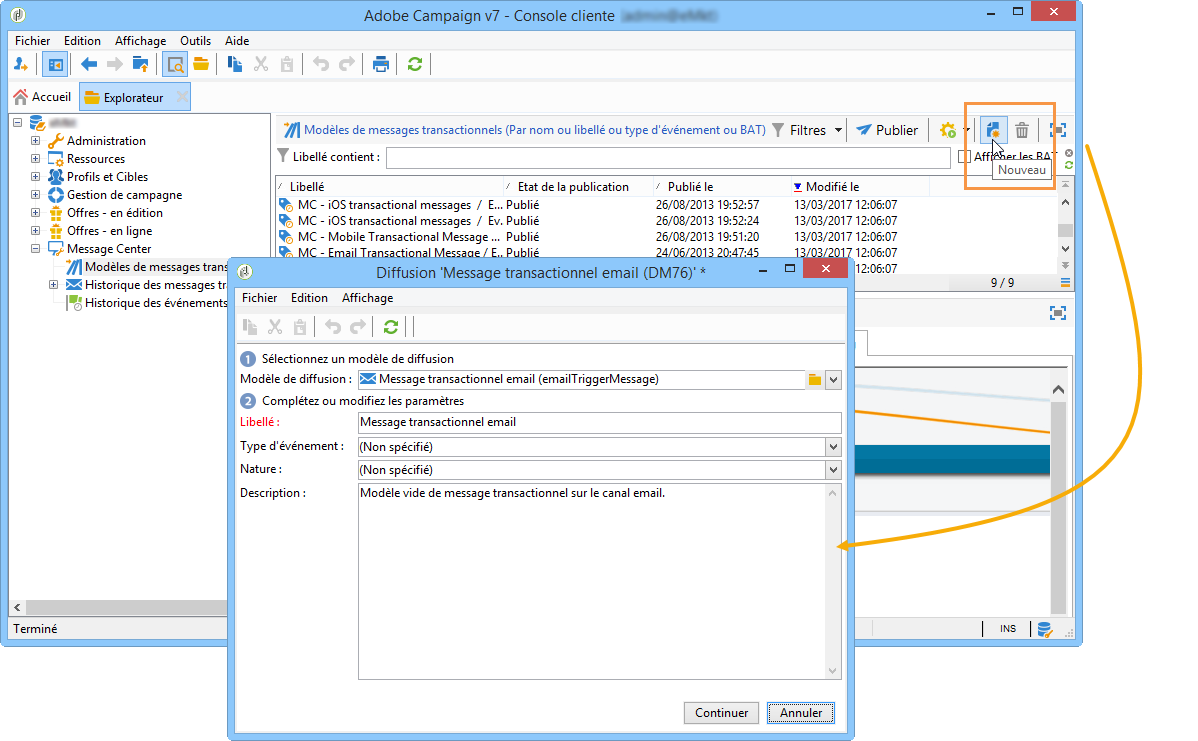 Adobe Campaign v7 - Console cliente
Fichier Edition Affichage Outils Aide
Accueil Explorateur
Administration
Ressources
Profils et Cibles
Gestion de campagne
Offres - en édition
Offres - en ligne
Message Center
Modèles de messages trans
Historique des messages tr
Historique des événements
Modèles de messages transactionnels (Par nom ou libellé ou type d'événement ou BAT) Filtres Publier
Libellé contient : Afficher les BAT
Nouveau
Libellé Etat de la publication Publié le Modifié le
MC - iOS transactional messages / E... Publié 26/08/2013 19:52:57 13/03/2017 12:06:07
MC - iOS transactional messages / Ev... Publié 26/08/2013 19:52:24 13/03/2017 12:06:07
MC - Mobile Transactional Message ... Publié 26/08/2013 19:51:20 13/03/2017 12:06:07
MC - Email Transactional Message / E... Publié 24/06/2013 20:47:45 13/03/2017 12:06:07
13/03/2017 12:06:07
9 / 9
Diffusion 'Message transactionnel email (DM76)' *
Fichier Edition Affichage
1 Sélectionnez un modèle de diffusion
Modèle de diffusion : Message transactionnel email (emailTriggerMessage)
2 Complétez ou modifiez les paramètres
Libellé : Message transactionnel email
Type d'événement : (Non spécifié)
Nature : (Non spécifié)
Description : Modèle vide de message transactionnel sur le canal email.
Continuer Annuler
Terminé INS